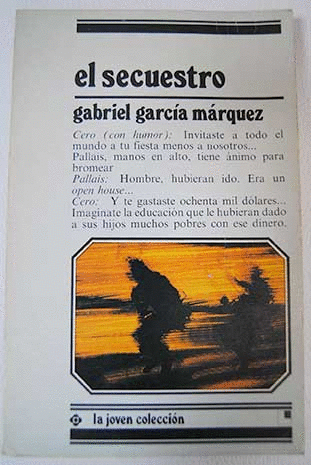 el secuestro
gabriel garcía márquez
Cero (con humor): Invitaste a todo el
mundo a tu fiesta menos a nosotros...
Pallais, manos en alto, tiene ánimo para
bromear
Pallais: Hombre, hubieran ido. Era un
open house...
Cero: Y te gastaste ochenta mil dólares...
Imagínate la educación que le hubieran dado
a sus hijos muchos pobres con ese dinero.
la joven colección